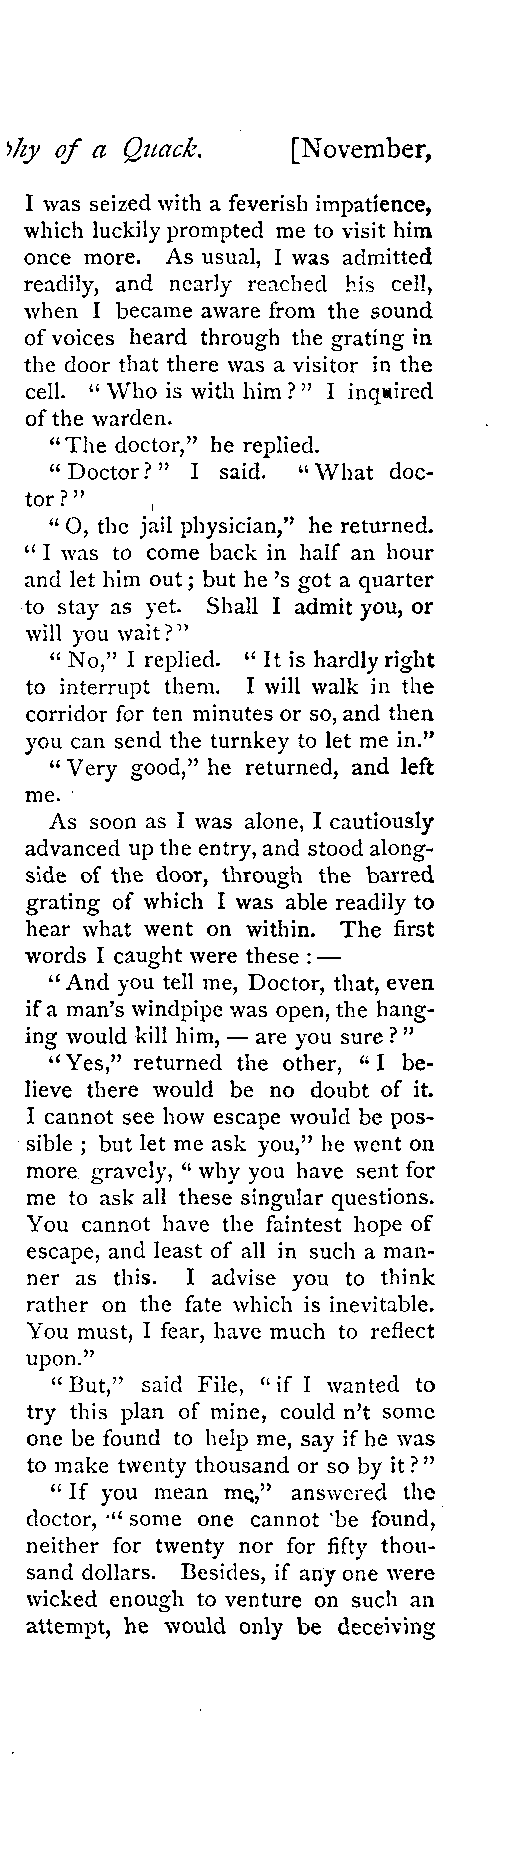 of a Quack. [November,
I was seized with a feverish impatience,
which luckily prompted me to visit him
once more. As usual, I was admitted
readily, and nearly reached his cell,
when I became aware from the sound
of voices heard through the grating in
the door that there was a visitor in the
cell. “Who is with him?” I inquired
of the warden.
“The doctor,” he replied.
“Doctor?” I said. “What doc-
tor?”
“O, the jail physician,” he returned.
“I was to come back in half an hour
and let him out; but he 's got a quarter
to stay as yet. Shall I admit you, or
will you wait?”
“No,” I replied. “It is hardly right
to interrupt them. I will walk in the
corridor for ten minutes or so, and then
you can send the turnkey to let me in.”
“Very good,” he returned, and left
me.
As soon as I was alone, I cautiously
advanced up the entry, and stood along-
side of the door, through the barred
grating of which I was able readily to
hear what went on within. The first
words I caught were these : —
“And you tell me, Doctor, that, even
if a man's windpipe was open, the hang-
ing would kill him, — are you sure?”
“Yes,” returned the other, “I be-
lieve there would be no doubt of it.
I cannot see how escape would be pos-
sible ; but let me ask you,” he went on
more gravely, “why you have sent for
me to ask all these singular questions.
You cannot have the faintest hope of
escape, and least of all in such a man-
ner as this. I advise you to think
rather on the fate which is inevitable.
You must, I fear, have much to reflect
upon.”
“But,” said File, “if I wanted to
try this plan of mine, could n't some
one be found to help me, say if he was
to make twenty thousand or so by it?”
“If you mean me,” answered the
doctor, “some one cannot be found,
neither for twenty nor for fifty thou-
sand dollars. Besides, if any one were
wicked enough to venture on such an
attempt, he would only be deceiving